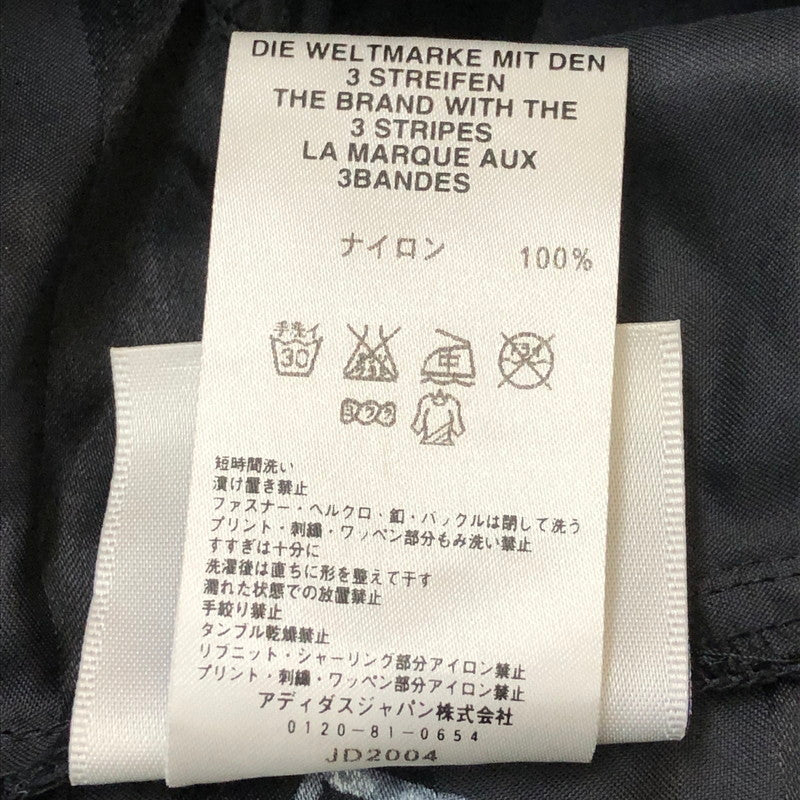 DIE WELTMARKE MIT DEN
3 STREIFEN
THE BRAND WITH THE
3 STRIPES
LA MARQUE AUX
3BANDES
ナイロン 100%
手洗イ
30
中
ドライ
ヨワク
短時間洗い
漬け置き禁止
ファスナー・ヘルクロ、釦・バックルは閉して洗う
プリント・刺繍・ワッペン部分もみ洗い禁止
すすぎは十分に
洗濯後は直ちに形を整えて干す
濡れた状態での放置禁止
手絞り禁止
タンブル乾燥禁止
リブニット・シャーリング部分アイロン禁止
プリント・刺繍・ワッペン部分アイロン禁止
アディダスジャパン株式会社
0120-81-0654
JD2004